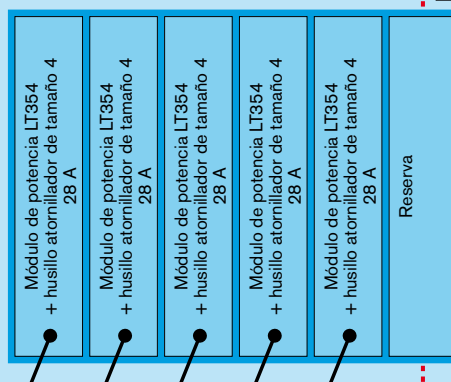 Módulo de potencia LT354
+ husillo atornillador de tamaño 4
28 A
Módulo de potencia LT354
+ husillo atornillador de tamaño 4
28 A
Módulo de potencia LT354
+ husillo atornillador de tamaño 4
28 A
Módulo de potencia LT354
+ husillo atornillador de tamaño 4
28 A
Módulo de potencia LT354
+ husillo atornillador de tamaño 4
28 A
Reserva